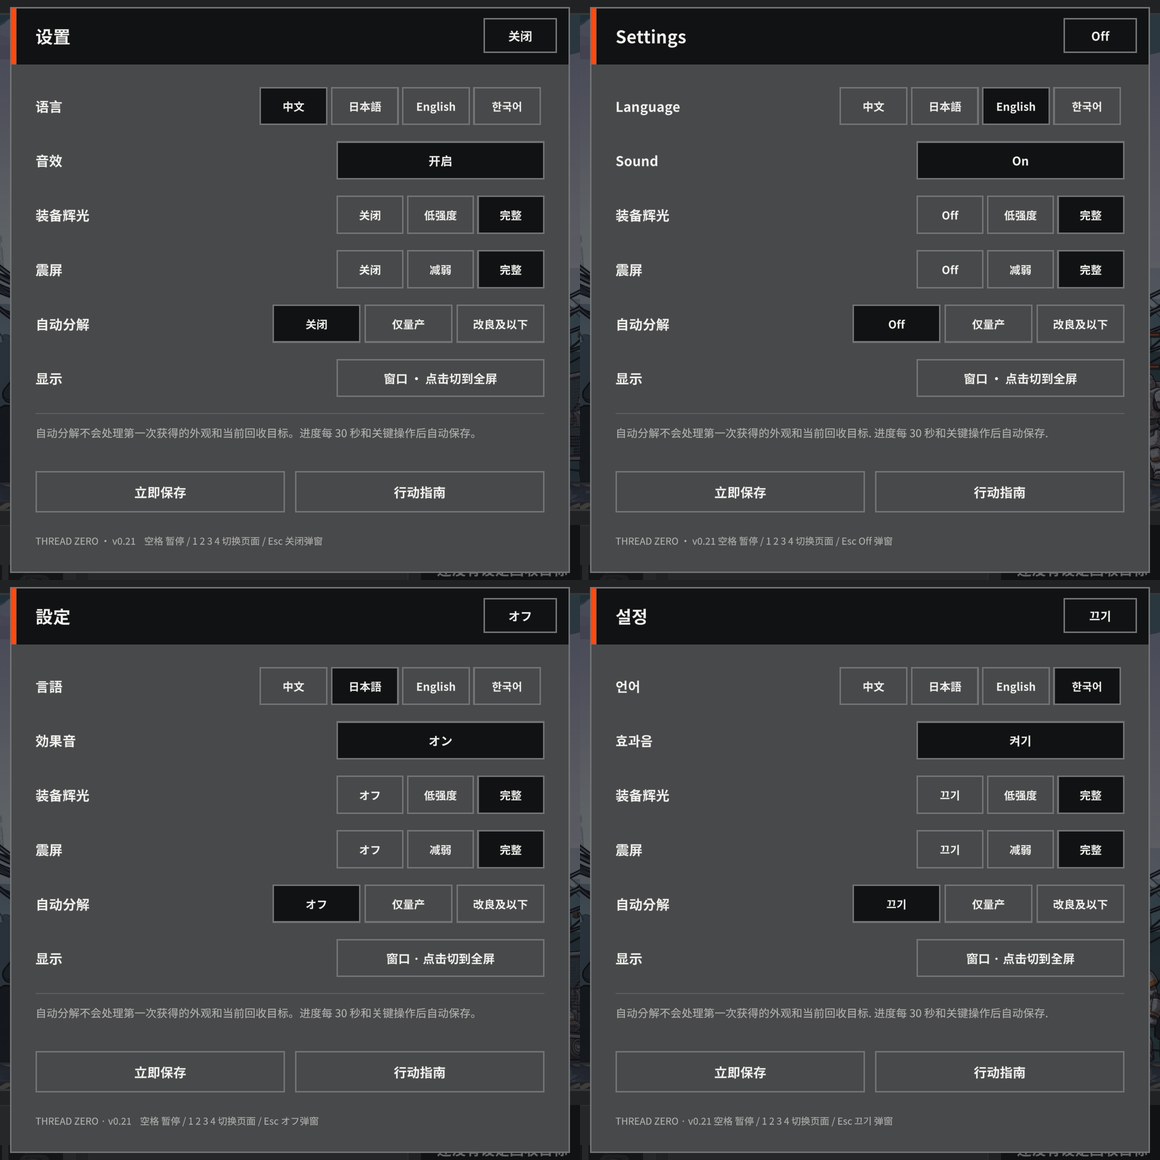 设置 关闭
语言 中文 日本語 English 한국어
音效 开启
装备辉光 关闭 低强度 完整
震屏 关闭 减弱 完整
自动分解 关闭 仅量产 改良及以下
显示 窗口 · 点击切到全屏
自动分解不会处理第一次获得的外观和当前回收目标。进度每 30 秒和关键操作后自动保存。
立即保存 行动指南
THREAD ZERO · v0.21 空格 暂停 / 1 2 3 4 切换页面 / Esc 关闭弹窗
Settings Off
Language 中文 日本語 English 한국어
Sound On
装备辉光 Off 低强度 完整
震屏 Off 减弱 完整
自动分解 Off 仅量产 改良及以下
显示 窗口 · 点击切到全屏
自动分解不会处理第一次获得的外观和当前回收目标. 进度每 30 秒和关键操作后自动保存.
立即保存 行动指南
THREAD ZERO · v0.21 空格 暂停 / 1 2 3 4 切换页面 / Esc Off 弹窗
設定 オフ
言語 中文 日本語 English 한국어
効果音 オン
装备辉光 オフ 低强度 完整
震屏 オフ 减弱 完整
自动分解 オフ 仅量产 改良及以下
显示 窗口 · 点击切到全屏
自动分解不会处理第一次获得的外观和当前回收目标。进度每 30 秒和关键操作后自动保存。
立即保存 行动指南
THREAD ZERO · v0.21 空格 暂停 / 1 2 3 4 切换页面 / Esc オフ弹窗
설정 끄기
언어 中文 日本語 English 한국어
효과음 켜기
装备辉光 끄기 低强度 完整
震屏 끄기 减弱 完整
自动分解 끄기 仅量产 改良及以下
显示 窗口 · 点击切到全屏
自动分解不会处理第一次获得的外观和当前回收目标. 进度每 30 秒和关键操作后自动保存.
立即保存 行动指南
THREAD ZERO · v0.21 空格 暂停 / 1 2 3 4 切换页面 / Esc 끄기 弹窗